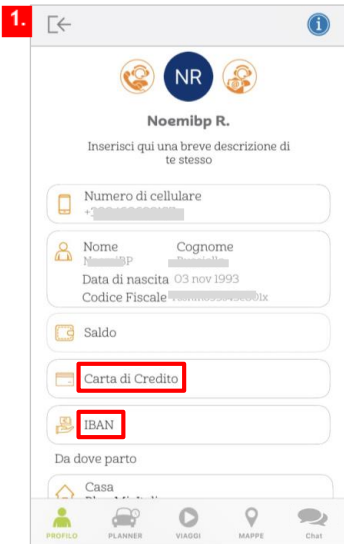 1.
NR
Noemibp R.
Inserisci qui una breve descrizione di
te stesso
Numero di cellulare
Nome Cognome
Data di nascita 03 nov 1993
Codice Fiscale
Saldo
Carta di Credito
IBAN
Da dove parto
Casa
PROFILO PLANNER VIAGGI MAPPE Chat